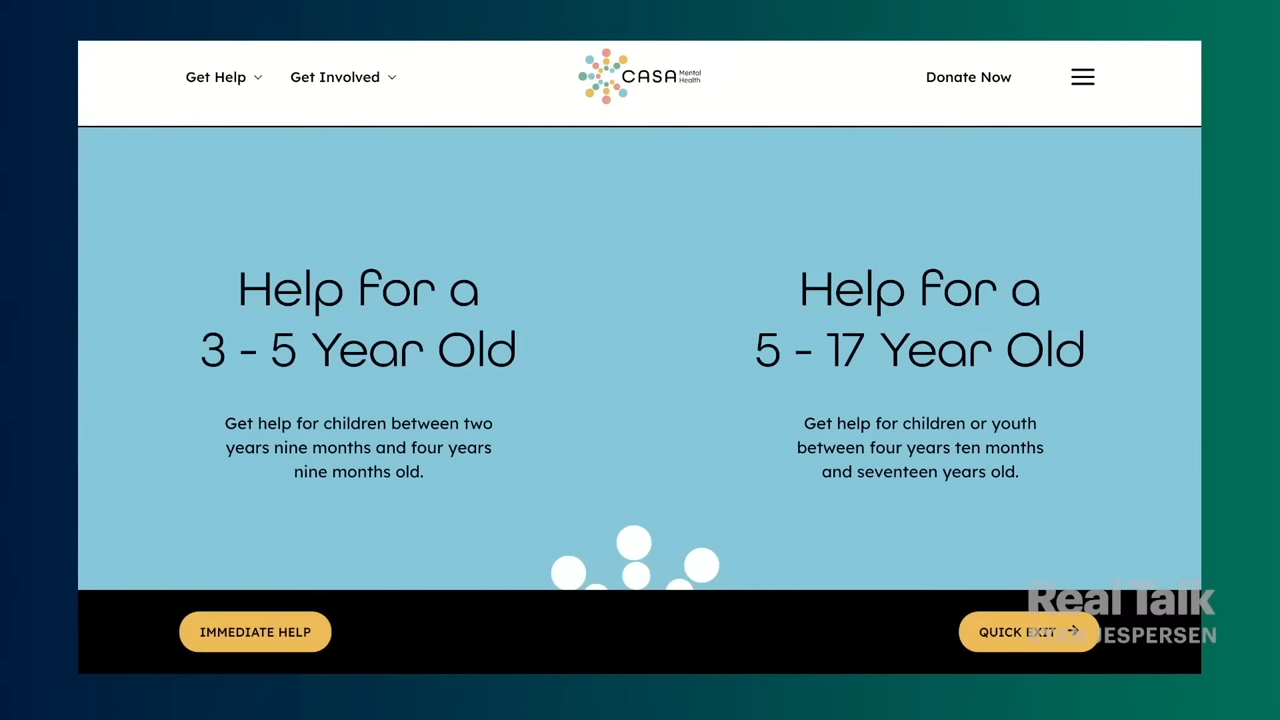 Get Help
Get Involved
CASA Mental Health
Donate Now
Help for a
3 - 5 Year Old
Get help for children between two
years nine months and four years
nine months old.
Help for a
5 - 17 Year Old
Get help for children or youth
between four years ten months
and seventeen years old.
IMMEDIATE HELP
QUICK EXIT →
Real Talk
JESPERSEN